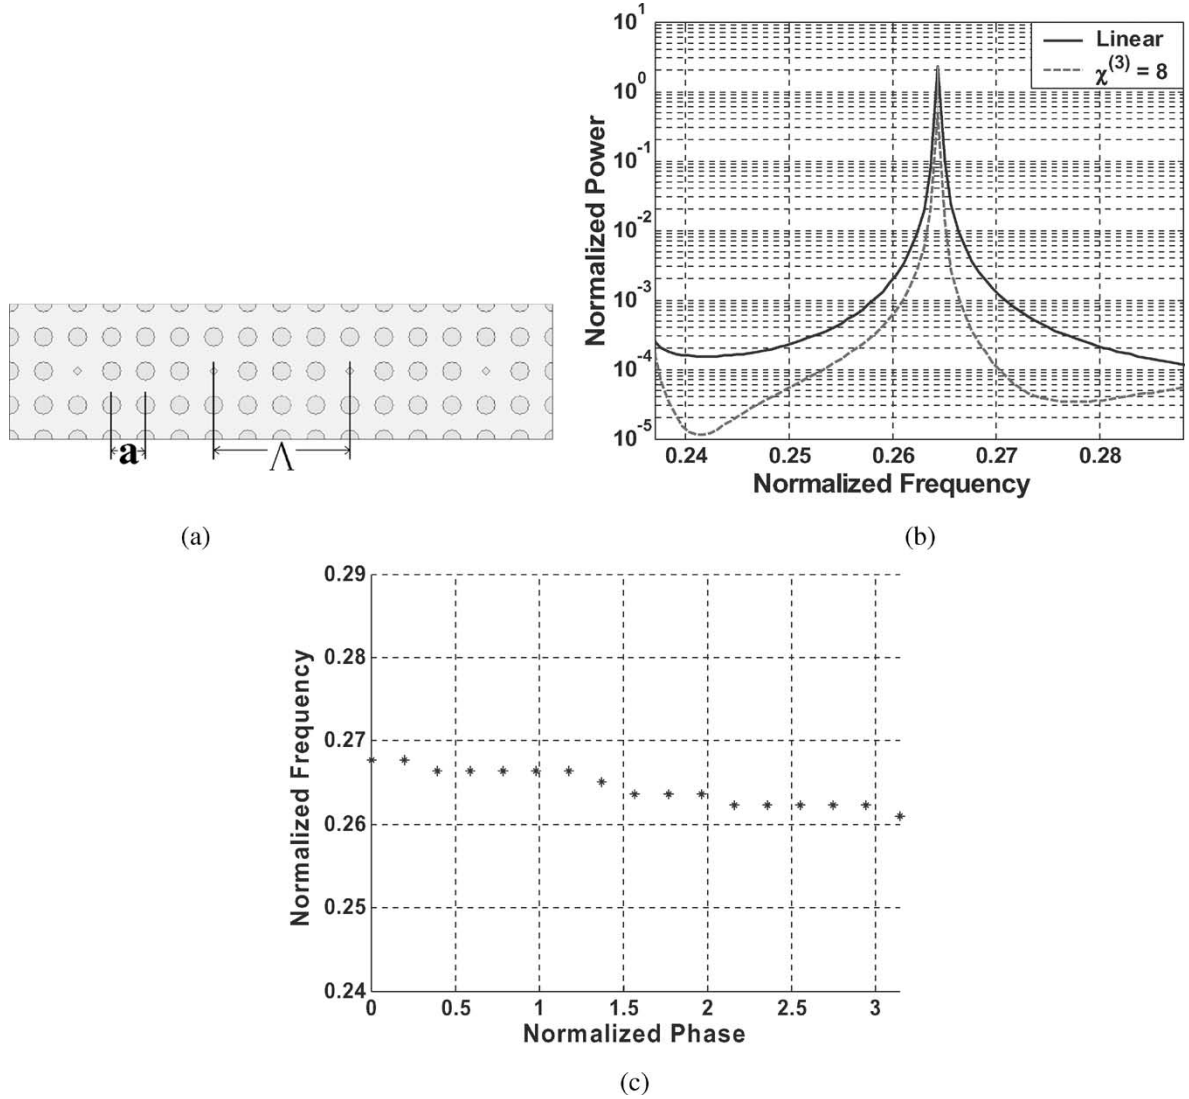 a
Λ
(a)
Normalized Power
10^1
10^0
10^-1
10^-2
10^-3
10^-4
10^-5
Linear
χ^(3) = 8
0.24 0.25 0.26 0.27 0.28
Normalized Frequency
(b)
Normalized Frequency
0.29
0.28
0.27
0.26
0.25
0.24
0 0.5 1 1.5 2 2.5 3
Normalized Phase
(c)